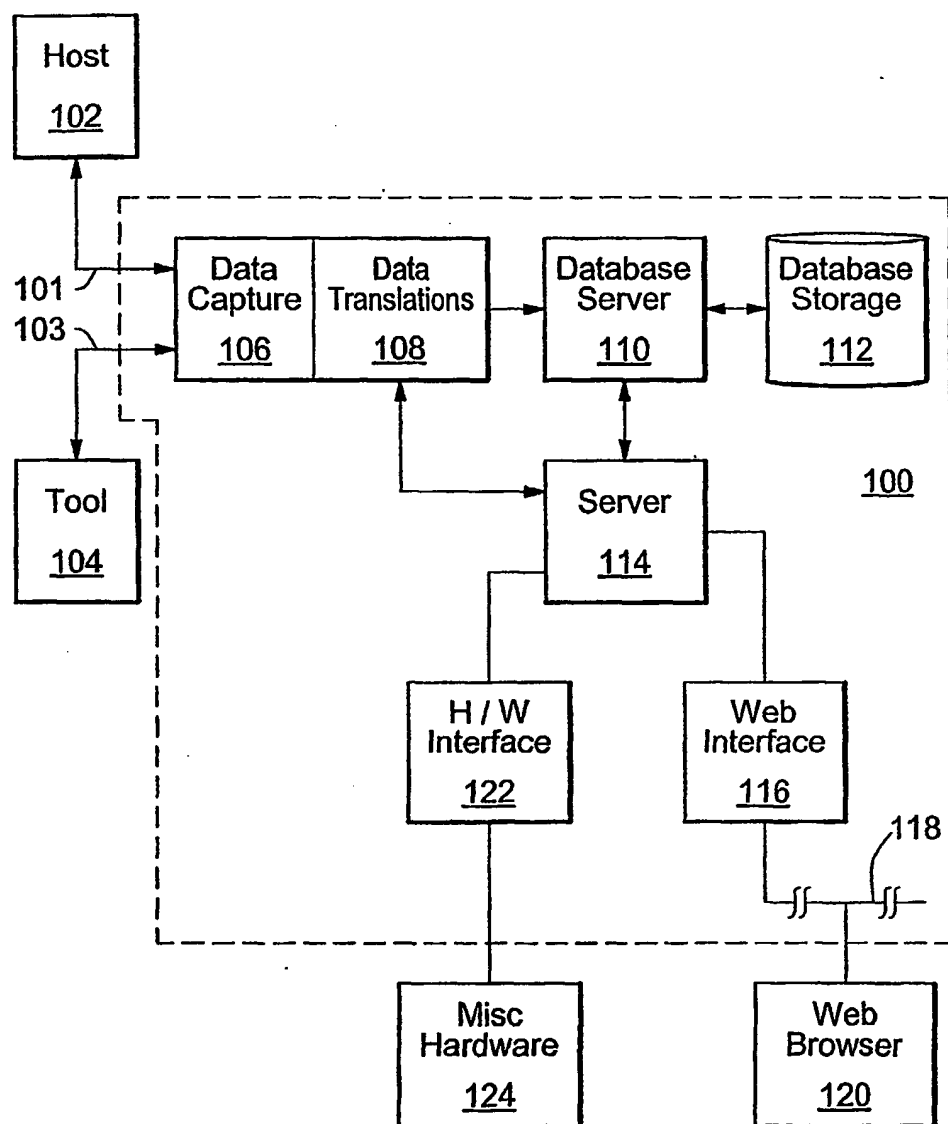 Host
102
101
103
Data
Capture
106
Data
Translations
108
Database
Server
110
Database
Storage
112
Tool
104
Server
114
100
H / W
Interface
122
Web
Interface
116
118
Misc
Hardware
124
Web
Browser
120